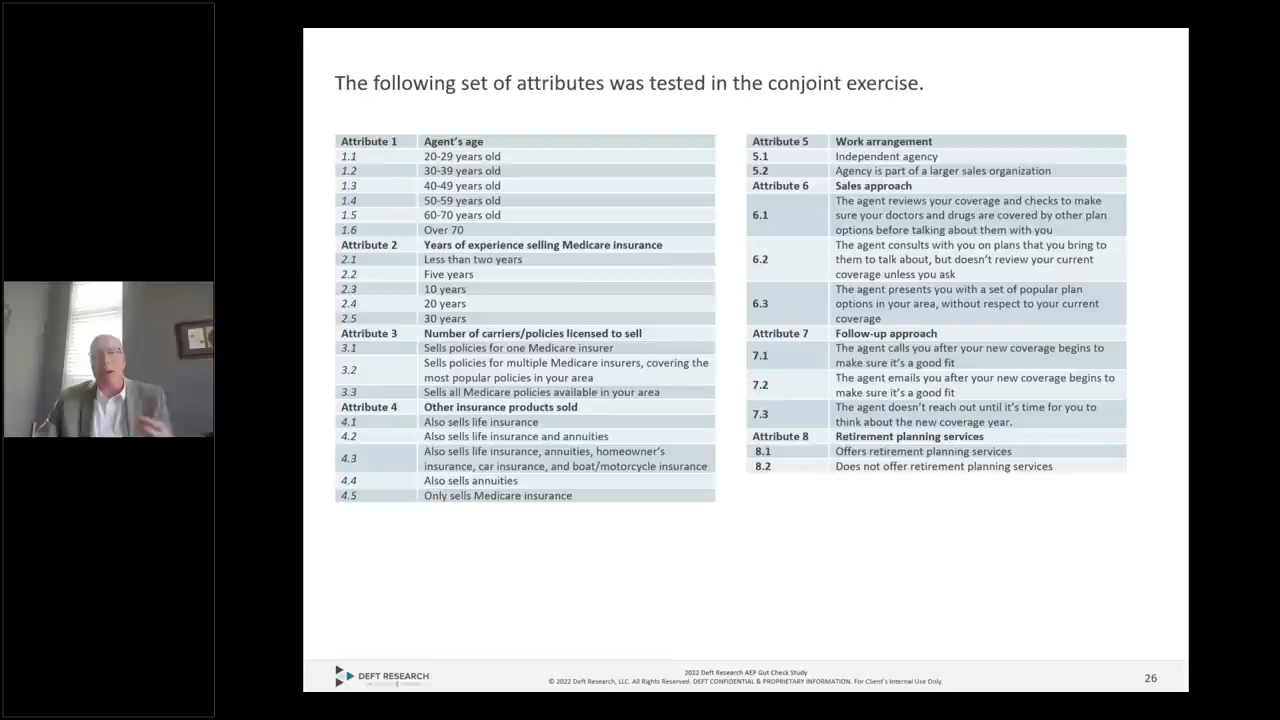 The following set of attributes was tested in the conjoint exercise.
Attribute 1 Agent's age
1.1 20-29 years old
1.2 30-39 years old
1.3 40-49 years old
1.4 50-59 years old
1.5 60-70 years old
1.6 Over 70
Attribute 2 Years of experience selling Medicare insurance
2.1 Less than two years
2.2 Five years
2.3 10 years
2.4 20 years
2.5 30 years
Attribute 3 Number of carriers/policies licensed to sell
3.1 Sells policies for one Medicare insurer
3.2 Sells policies for multiple Medicare insurers, covering the
most popular policies in your area
3.3 Sells all Medicare policies available in your area
Attribute 4 Other insurance products sold
4.1 Also sells life insurance
4.2 Also sells life insurance and annuities
4.3 Also sells life insurance, annuities, homeowner's
insurance, car insurance, and boat/motorcycle insurance
4.4 Also sells annuities
4.5 Only sells Medicare insurance
Attribute 5 Work arrangement
5.1 Independent agency
5.2 Agency is part of a larger sales organization
Attribute 6 Sales approach
6.1 The agent reviews your coverage and checks to make
sure your doctors and drugs are covered by other plan
options before talking about them with you
6.2 The agent consults with you on plans that you bring to
them to talk about, but doesn't review your current
coverage unless you ask
6.3 The agent presents you with a set of popular plan
options in your area, without respect to your current
coverage
Attribute 7 Follow-up approach
7.1 The agent calls you after your new coverage begins to
make sure it's a good fit
7.2 The agent emails you after your new coverage begins to
make sure it's a good fit
7.3 The agent doesn't reach out until it's time for you to
think about the new coverage year.
Attribute 8 Retirement planning services
8.1 Offers retirement planning services
8.2 Does not offer retirement planning services
DEFT RESEARCH
2022 Deft Research AEP Gut Check Study
© 2022 Deft Research, LLC. All Rights Reserved. DEFT CONFIDENTIAL & PROPRIETARY INFORMATION. For Client's Internal Use Only.
26